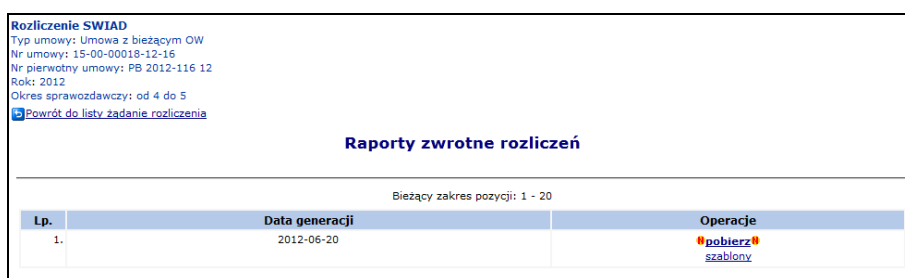 Rozliczenie SWIAD
Typ umowy: Umowa z bieżącym OW
Nr umowy: 15-00-00018-12-16
Nr pierwotny umowy: PB 2012-116 12
Rok: 2012
Okres sprawozdawczy: od 4 do 5
Powrót do listy żądanie rozliczenia
Raporty zwrotne rozliczeń
Bieżący zakres pozycji: 1 - 20
Lp. Data generacji Operacje
1. 2012-06-20 N pobierz N
szablony